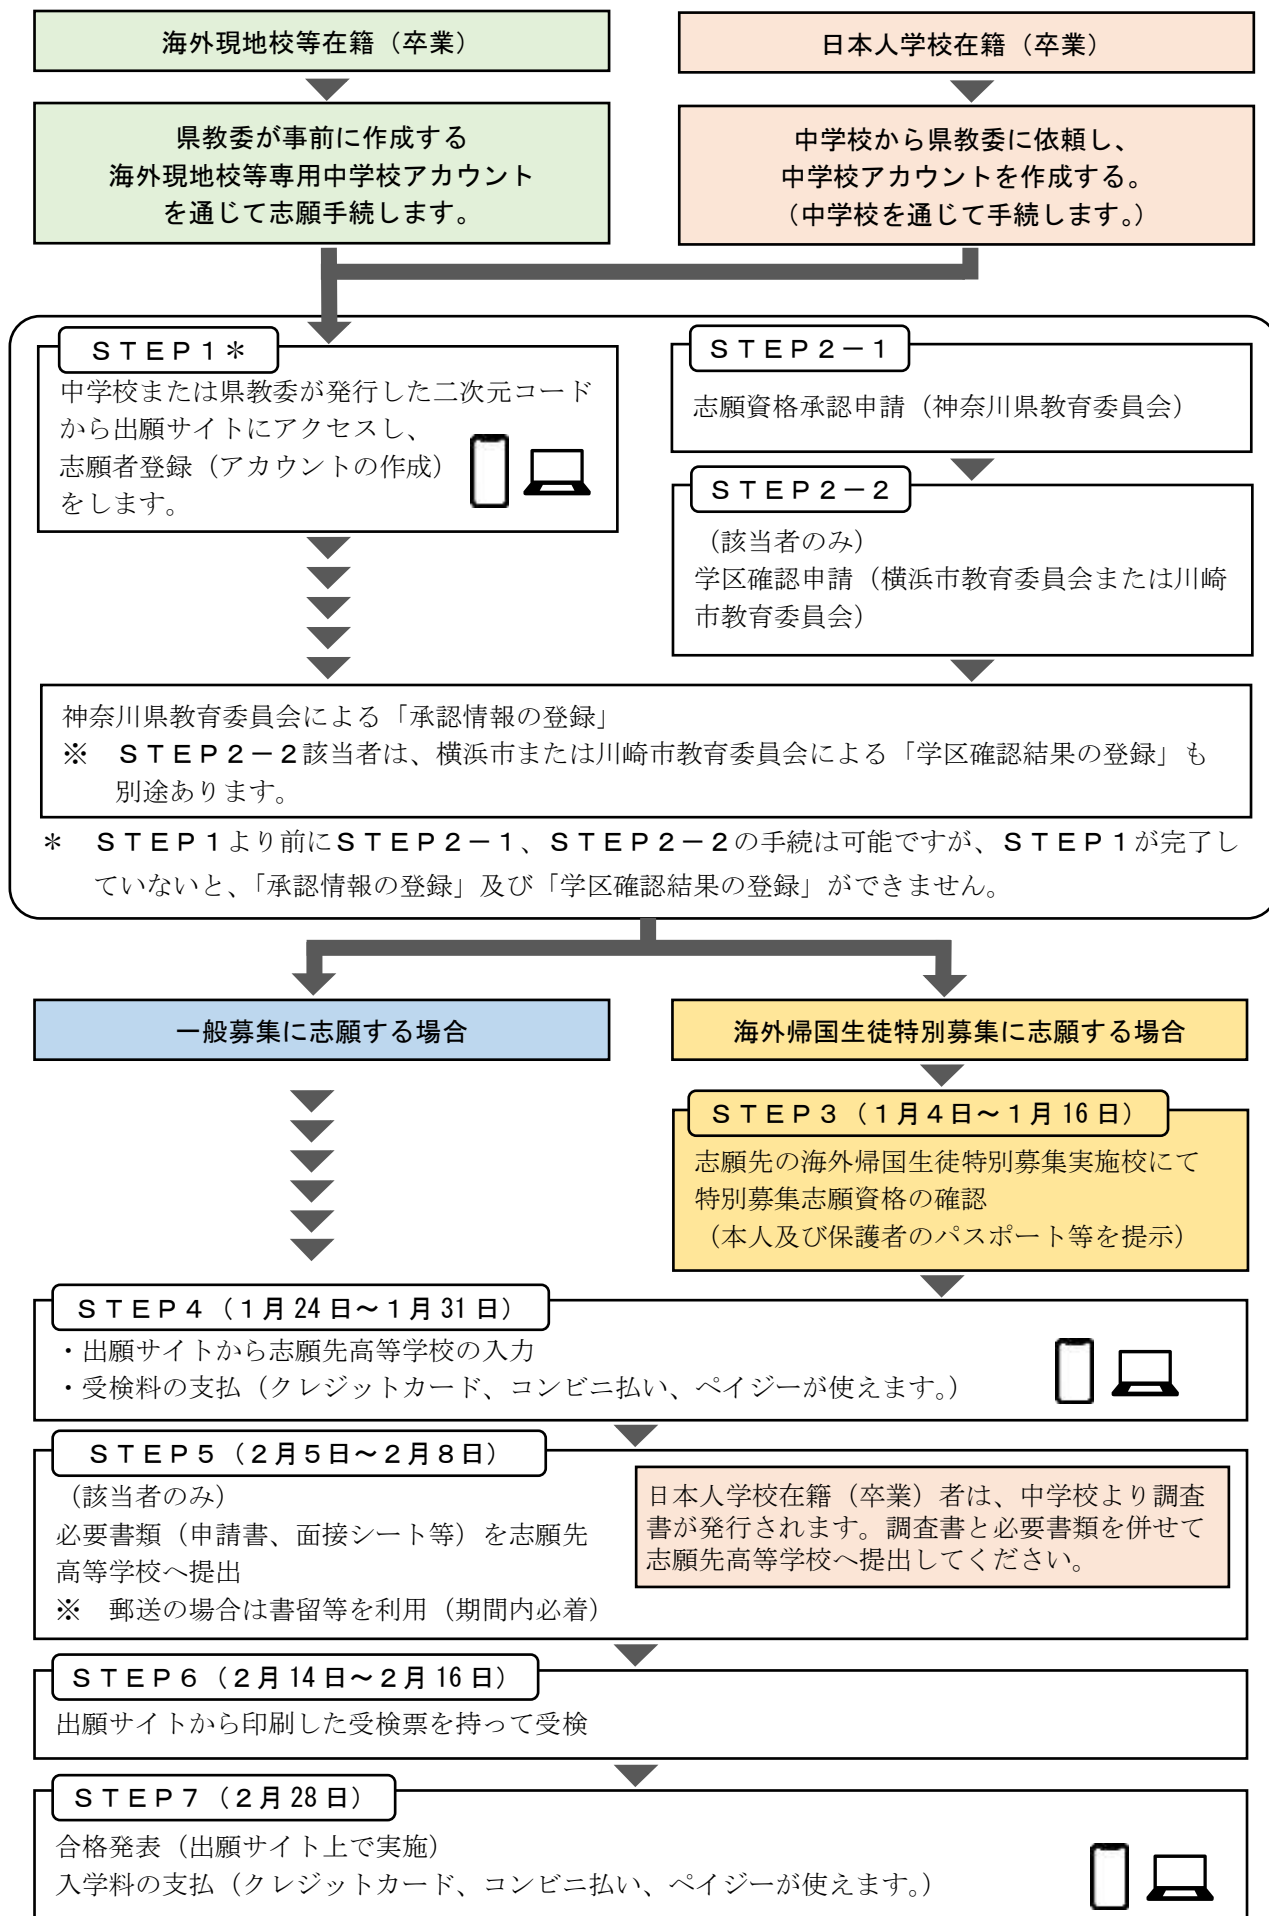 海外現地校等在籍（卒業）
日本人学校在籍（卒業）
県教委が事前に作成する
海外現地校等専用中学校アカウント
を通じて志願手続します。
中学校から県教委に依頼し、
中学校アカウントを作成する。
（中学校を通じて手続します。）
ＳＴＥＰ１＊
中学校または県教委が発行した二次元コード
から出願サイトにアクセスし、
志願者登録（アカウントの作成）
をします。
ＳＴＥＰ２－１
志願資格承認申請（神奈川県教育委員会）
ＳＴＥＰ２－２
（該当者のみ）
学区確認申請（横浜市教育委員会または川崎
市教育委員会）
神奈川県教育委員会による「承認情報の登録」
※　ＳＴＥＰ２－２該当者は、横浜市または川崎市教育委員会による「学区確認結果の登録」も
別途あります。
＊　ＳＴＥＰ１より前にＳＴＥＰ２－１、ＳＴＥＰ２－２の手続は可能ですが、ＳＴＥＰ１が完了し
ていないと、「承認情報の登録」及び「学区確認結果の登録」ができません。
一般募集に志願する場合
海外帰国生徒特別募集に志願する場合
ＳＴＥＰ３（１月４日～１月 16 日）
志願先の海外帰国生徒特別募集実施校にて
特別募集志願資格の確認
（本人及び保護者のパスポート等を提示）
ＳＴＥＰ４（１月 24 日～１月 31 日）
・出願サイトから志願先高等学校の入力
・受検料の支払（クレジットカード、コンビニ払い、ペイジーが使えます。）
ＳＴＥＰ５（２月５日～２月８日）
（該当者のみ）
必要書類（申請書、面接シート等）を志願先
高等学校へ提出
※　郵送の場合は書留等を利用（期間内必着）
日本人学校在籍（卒業）者は、中学校より調査
書が発行されます。調査書と必要書類を併せて
志願先高等学校へ提出してください。
ＳＴＥＰ６（２月 14 日～２月 16 日）
出願サイトから印刷した受検票を持って受検
ＳＴＥＰ７（２月 28 日）
合格発表（出願サイト上で実施）
入学料の支払（クレジットカード、コンビニ払い、ペイジーが使えます。）